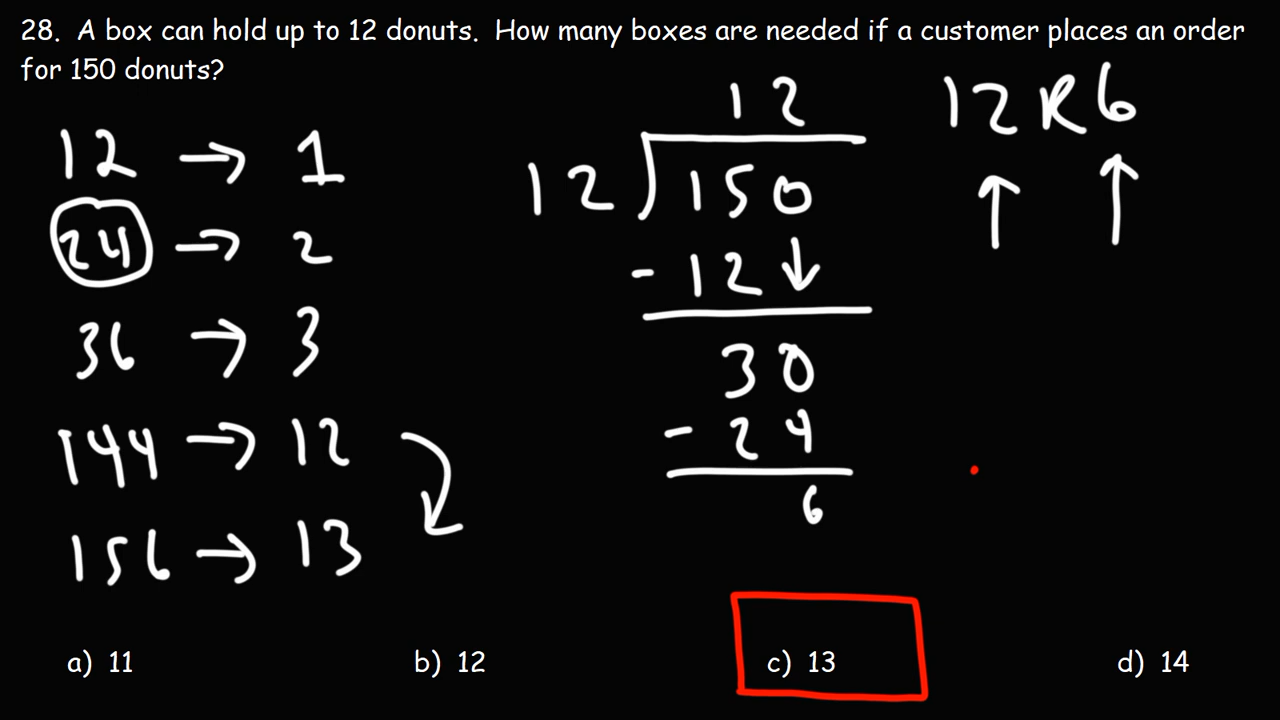 28. A box can hold up to 12 donuts. How many boxes are needed if a customer places an order
for 150 donuts?
12 → 1
24 → 2
36 → 3
144 → 12
156 → 13
12
12 150
- 12 ↓
30
- 24
6
12 R 6
↑ ↑
a) 11 b) 12 c) 13 d) 14